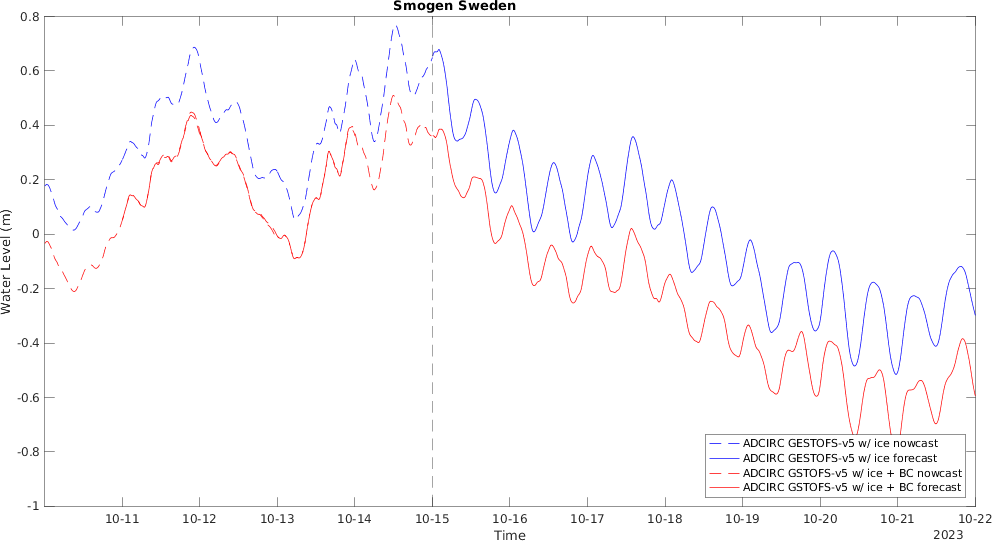 Smogen Sweden
0.8
0.6
0.4
0.2
0
-0.2
-0.4
-0.6
-0.8
-1
Water Level (m)
ADCIRC GESTOFS-v5 w/ ice nowcast
ADCIRC GESTOFS-v5 w/ ice forecast
ADCIRC GSTOFS-v5 w/ ice + BC nowcast
ADCIRC GSTOFS-v5 w/ ice + BC forecast
10-11 10-12 10-13 10-14 10-15 10-16 10-17 10-18 10-19 10-20 10-21 10-22
Time
2023